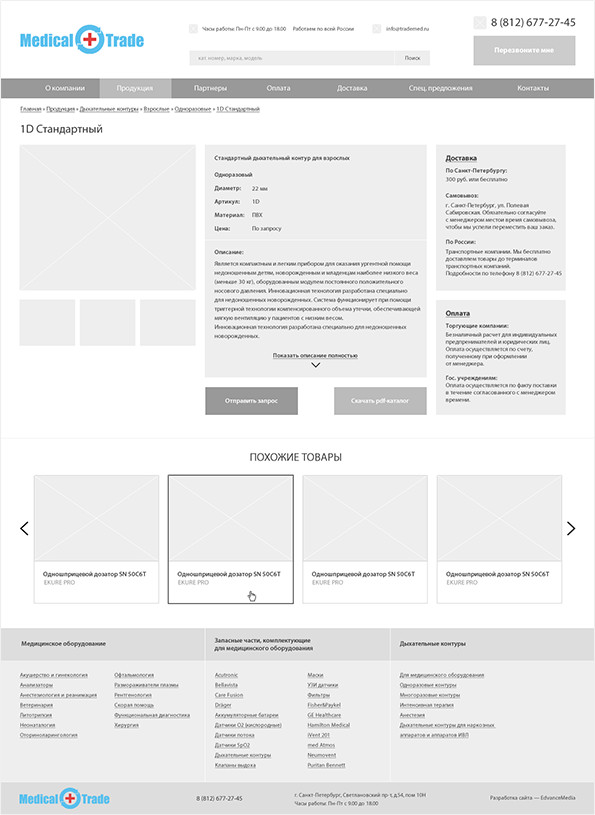 Medical Trade
Часы работы: Пн-Пт с 9.00 до 18.00 Работаем по всей России
info@trademed.ru
8 (812) 677-27-45
Перезвоните мне
кат. номер, марка, модель
Поиск
О компании Продукция Партнеры Оплата Доставка Спец. предложения Контакты
Главная » Продукция » Дыхательные контуры » Взрослые » Одноразовые » 1D Стандартный
1D Стандартный
Стандартный дыхательный контур для взрослых
Одноразовый
Диаметр: 22 мм
Артикул: 1D
Материал: ПВХ
Цена: По запросу
Описание:
Является компактным и легким прибором для оказания ургентной помощи
недоношенным детям, новорожденным и младенцам наиболее низкого веса
(меньше 30 кг), оборудованным модулем постоянного положительного
носового давления. Инновационная технология разработана специально
для недоношенных новорожденных. Система функционирует при помощи
триггерной технологии компенсированного объема утечки, обеспечивающей
мягкую вентиляцию у пациентов с низким весом.
Инновационная технология разработана специально для недоношенных
новорожденных.
Показать описание полностью
Отправить запрос
Скачать pdf-каталог
Доставка
По Санкт-Петербургу:
300 руб. или бесплатно
Самовывоз:
г. Санкт-Петербург, ул. Полевая
Сабировская. Обязательно согласуйте
с менеджером местои время самовывоза,
чтобы мы успели переместить ваш заказ.
По России:
Транспортные компании. Мы бесплатно
доставим товары до терминалов
транспортных компаний.
Подробности по телефону 8 (812) 677-27-45
Оплата
Торгующие компании:
Безналичный расчет для индивидуальных
предпринимателей и юридических лиц.
Оплата осуществляется по счету,
полученному при оформлении
от менеджера.
Гос. учреждениям:
Оплата осуществляется по факту поставки
в течение согласованного с менеджером
времени.
ПОХОЖИЕ ТОВАРЫ
Одношприцевой дозатор SN 50C6T
EKURE PRO
Одношприцевой дозатор SN 50C6T
EKURE PRO
Одношприцевой дозатор SN 50C6T
EKURE PRO
Одношприцевой дозатор SN 50C6T
EKURE PRO
Медицинское оборудование
Акушерство и гинекология
Анализаторы
Анестезиология и реанимация
Ветеринария
Литотрипсия
Неонаталогия
Оториноларингология
Офтальмология
Размораживатели плазмы
Рентгенология
Скорая помощь
Функциональная диагностика
Хирургия
Запасные части, комплектующие
для медицинского оборудования
Acutronic
Bellavista
Care Fusion
Dräger
Аккумуляторные батареи
Датчики О2 (кислородные)
Датчики потока
Датчики SpO2
Дыхательные контуры
Клапаны выдоха
Маски
УЗИ датчики
Фильтры
Fisher&Paykel
GE Healthcare
Hamilton Medical
iVent 201
med Atmos
Neumovent
Puritan Bennett
Дыхательные контуры
Для медицинского оборудования
Одноразовые контуры
Многоразовые контуры
Интенсивная терапия
Анестезия
Дыхательные контуры для наркозных
аппаратов и аппаратов ИВЛ
Medical Trade
8 (812) 677-27-45
г. Санкт-Петербург, Светлановский пр-т, д.54, пом 10Н
Часы работы: Пн-Пт с 9.00 до 18.00
Разработка сайта — EdvanceMedia